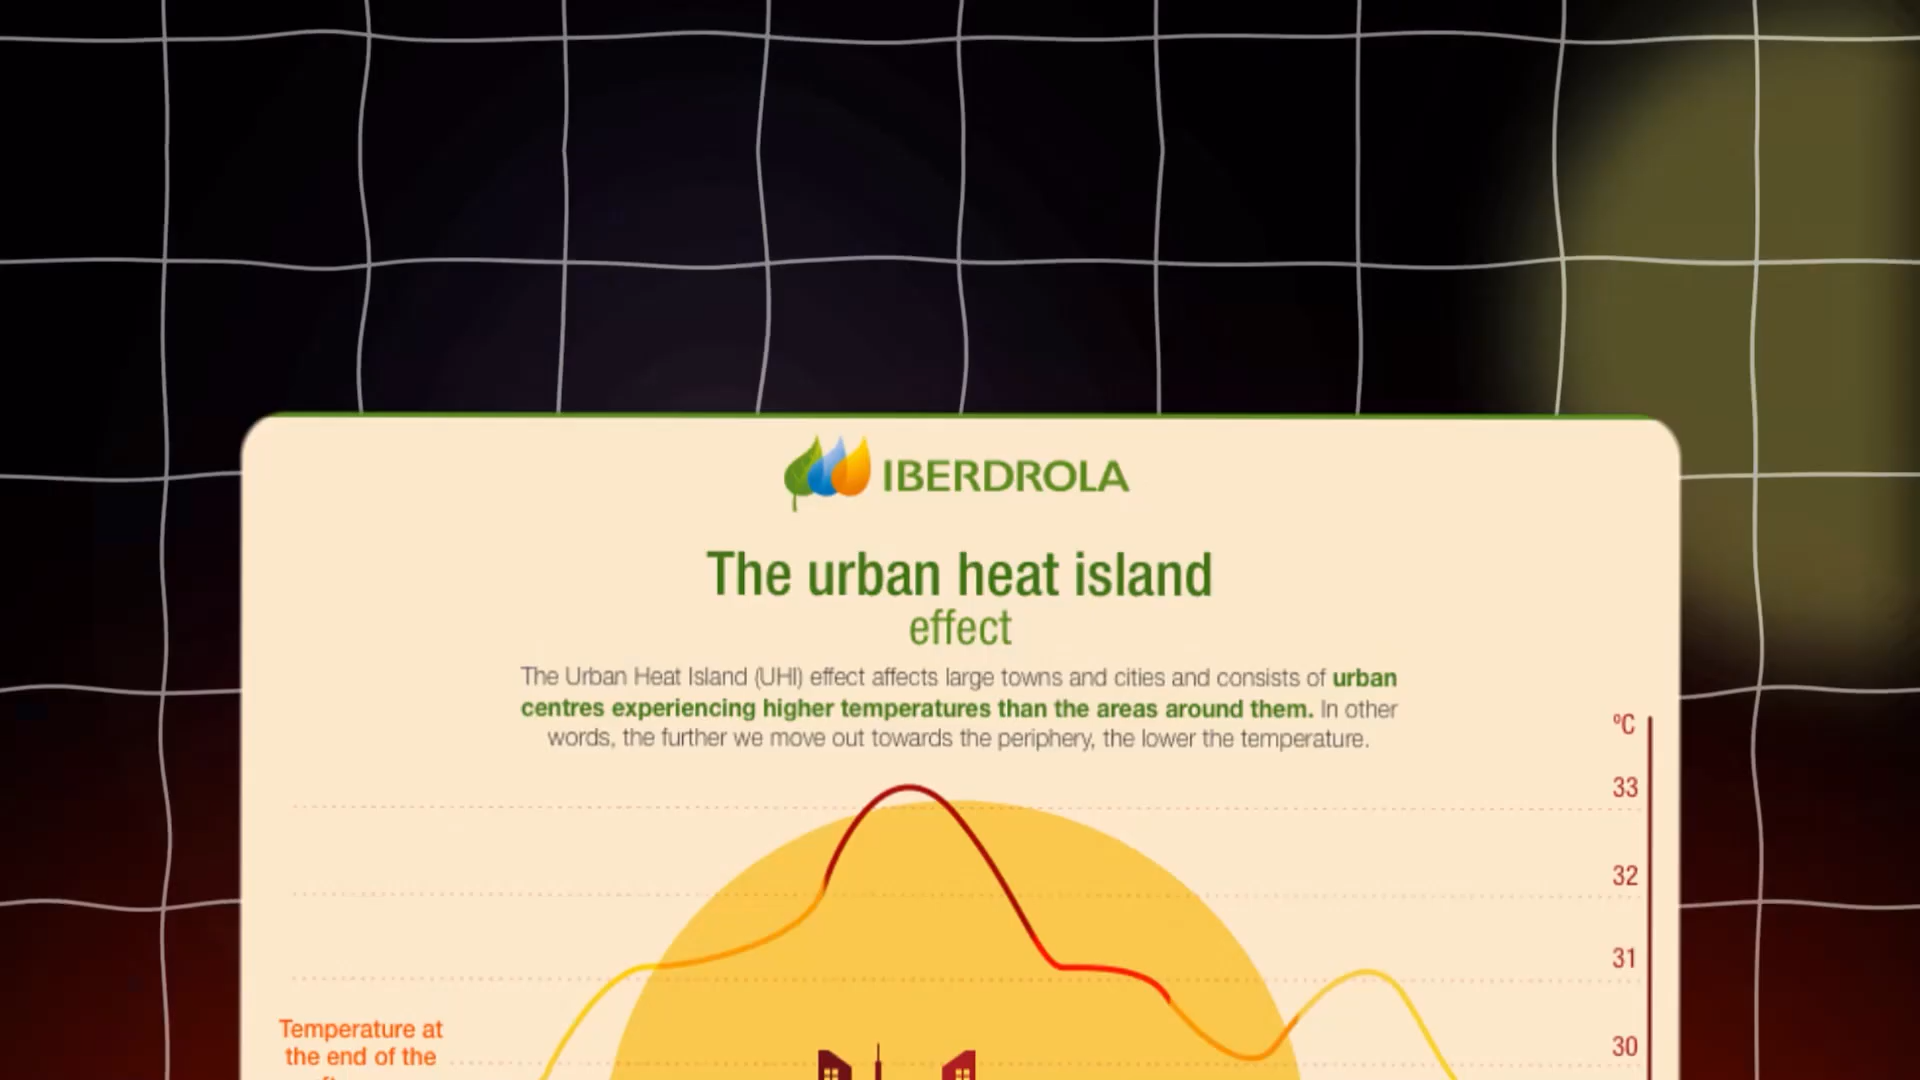 IBERDROLA
The urban heat island
effect
The Urban Heat Island (UHI) effect affects large towns and cities and consists of urban
centres experiencing higher temperatures than the areas around them. In other
words, the further we move out towards the periphery, the lower the temperature.
ºC
33
32
31
Temperature at
the end of the
30